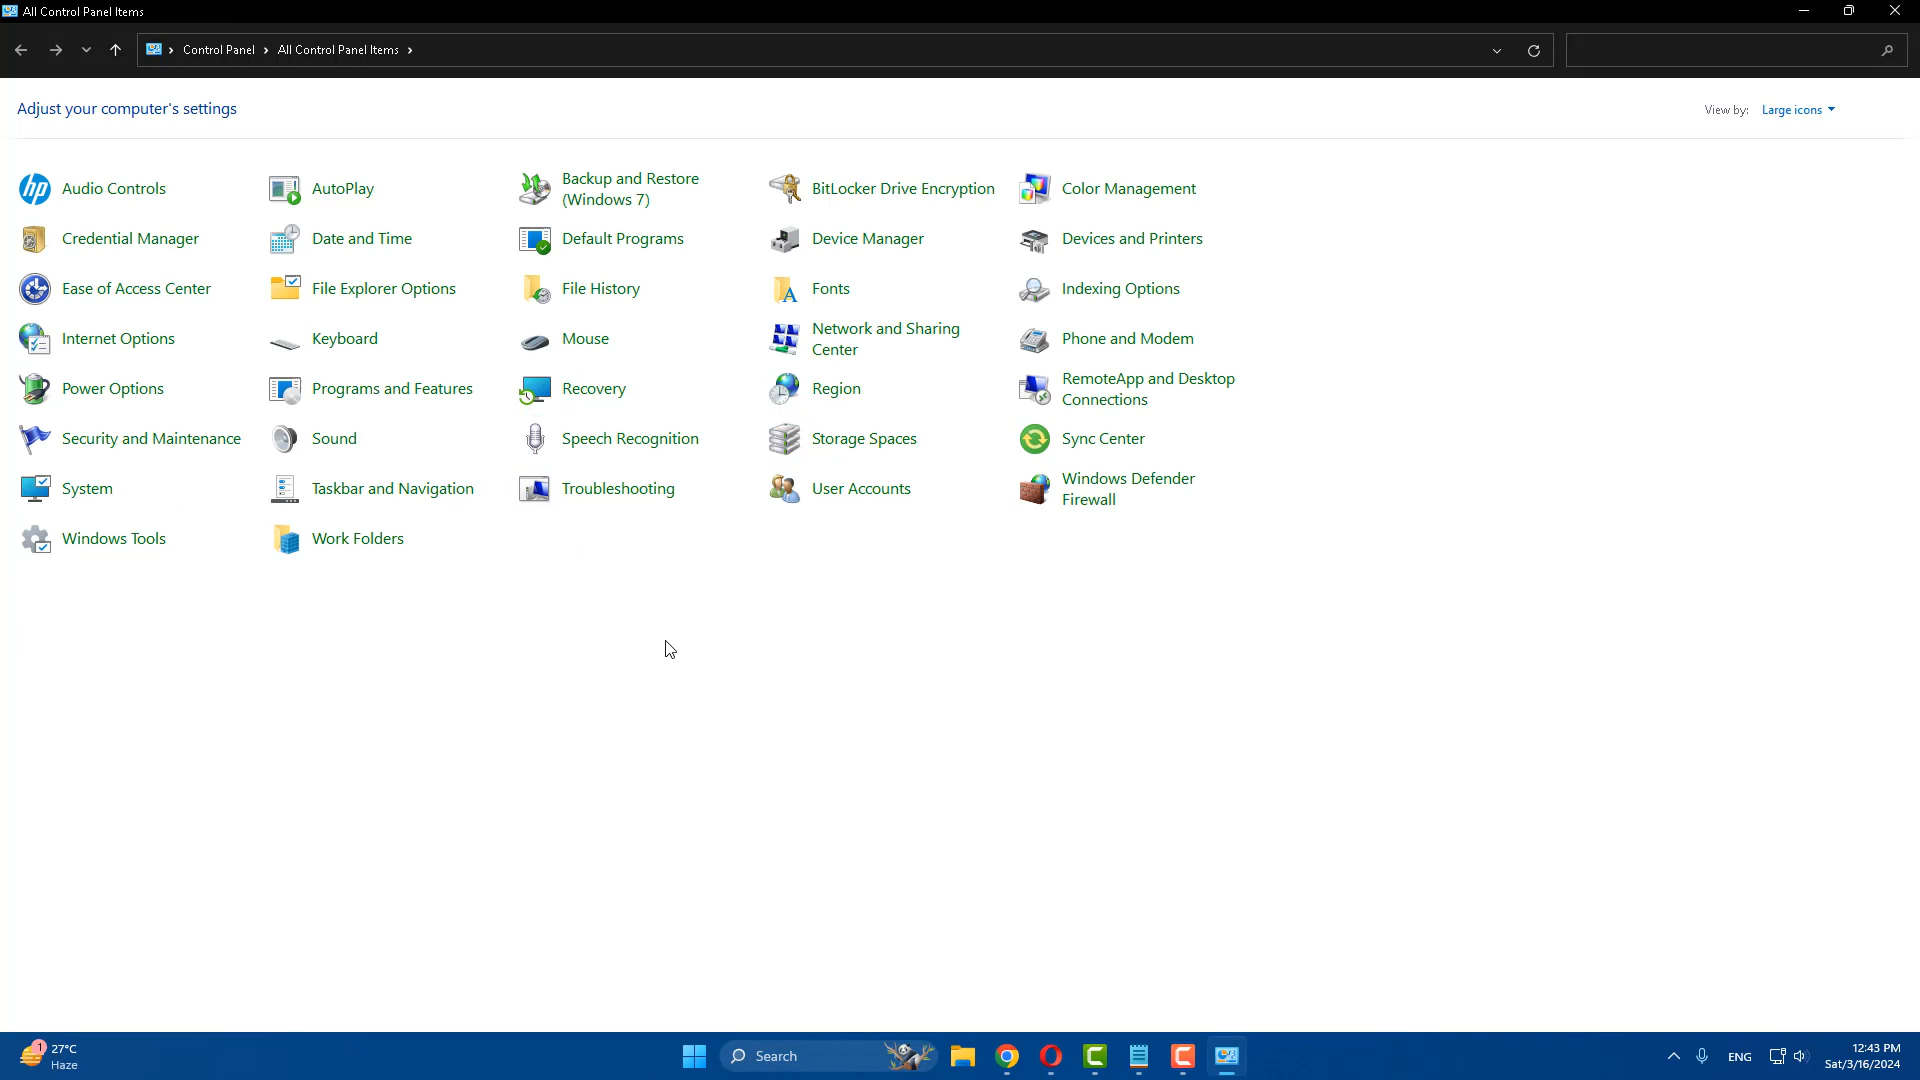 All Control Panel Items
Control Panel All Control Panel Items
Adjust your computer's settings
View by: Large icons
hp Audio Controls
AutoPlay
Backup and Restore
(Windows 7)
BitLocker Drive Encryption
Color Management
Credential Manager
Date and Time
Default Programs
Device Manager
Devices and Printers
Ease of Access Center
File Explorer Options
File History
Fonts
Indexing Options
Internet Options
Keyboard
Mouse
Network and Sharing
Center
Phone and Modem
Power Options
Programs and Features
Recovery
Region
RemoteApp and Desktop
Connections
Security and Maintenance
Sound
Speech Recognition
Storage Spaces
Sync Center
System
Taskbar and Navigation
Troubleshooting
User Accounts
Windows Defender
Firewall
Windows Tools
Work Folders
1
27°C
Haze
Search
ENG
12:43 PM
Sat/3/16/2024